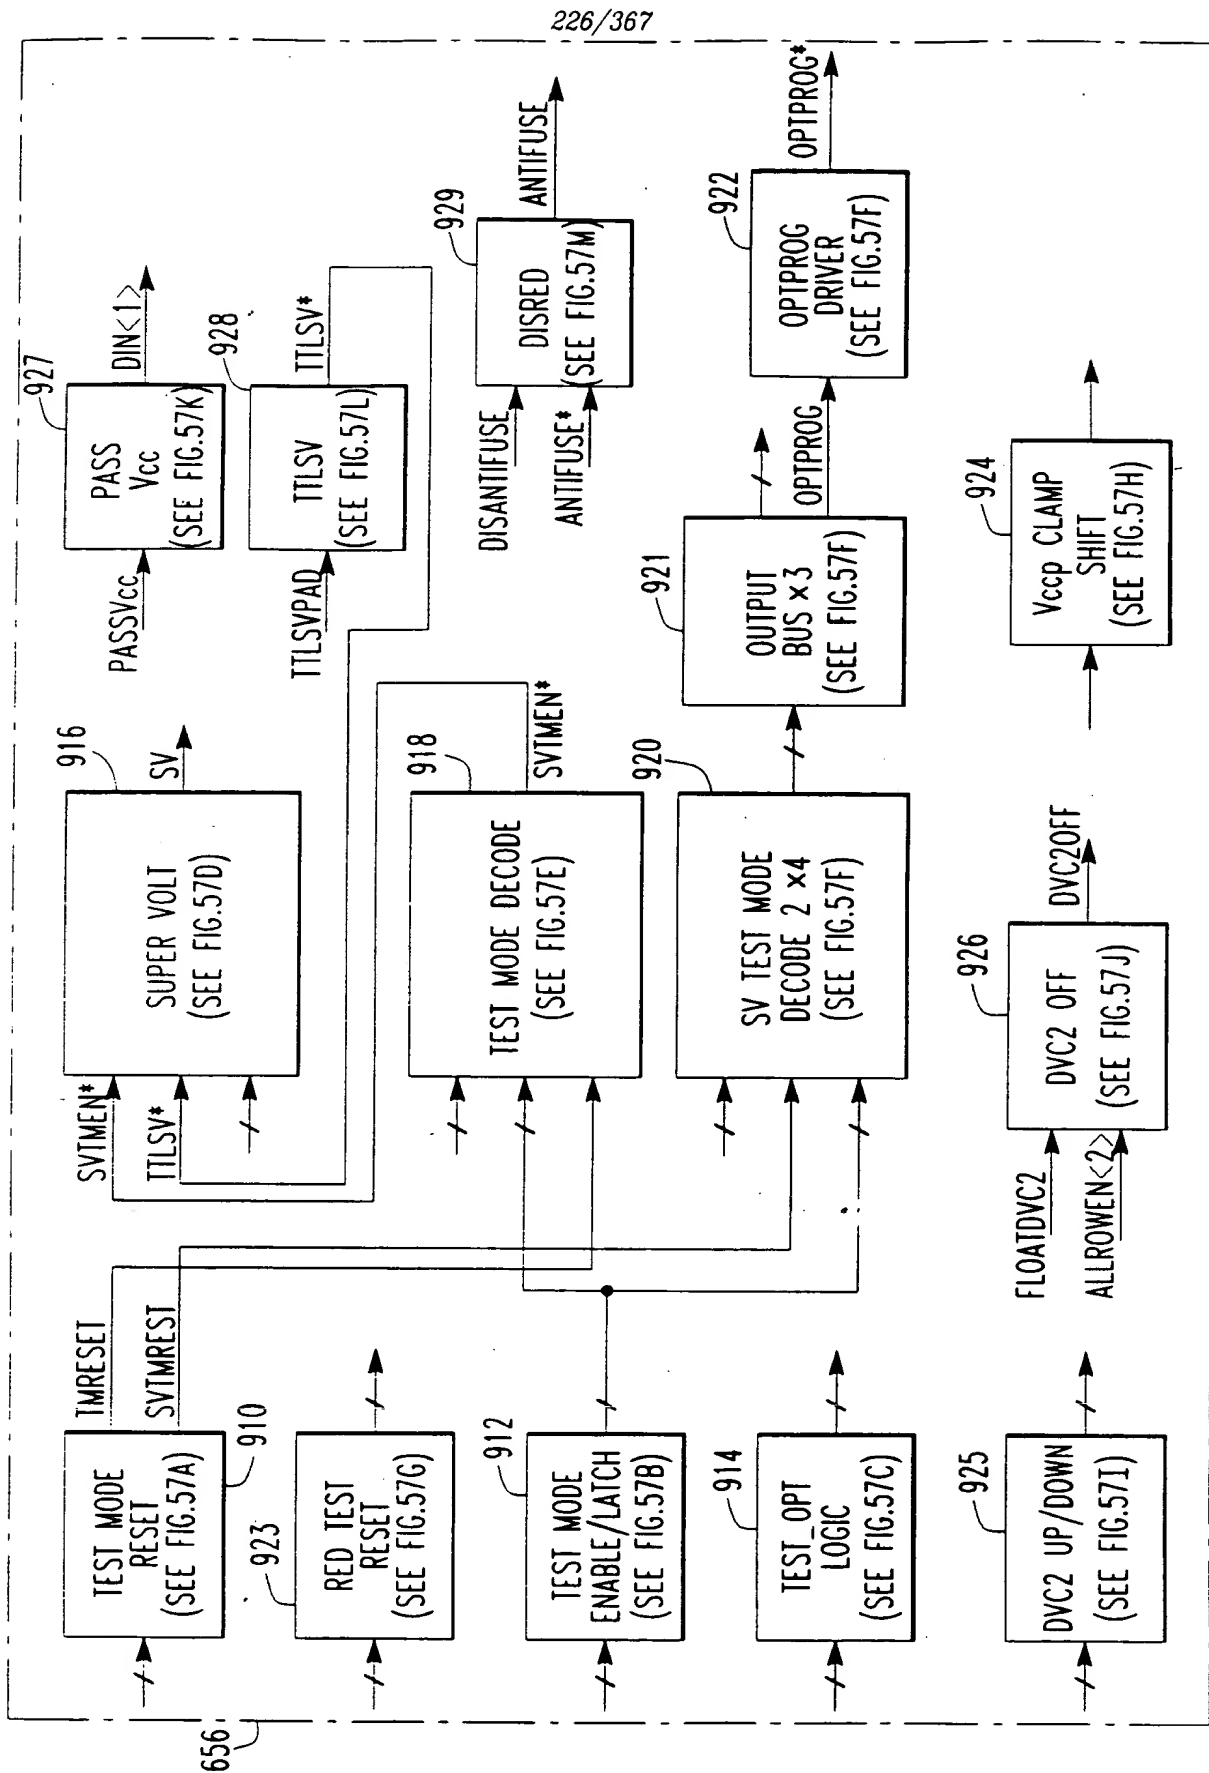 226/367
656
TEST MODE
RESET
(SEE FIG.57A)
910
TMRESET
SVTMREST
RED TEST
RESET
(SEE FIG.57G)
923
TEST MODE
ENABLE/LATCH
(SEE FIG.57B)
912
TEST_OPT
LOGIC
(SEE FIG.57C)
914
DVC2 UP/DOWN
(SEE FIG.57I)
925
SVTMEN*
TTLSV*
SUPER VOLT
(SEE FIG.57D)
916
SV
TEST MODE DECODE
(SEE FIG.57E)
918
SVTMEN*
SV TEST MODE
DECODE 2 x4
(SEE FIG.57F)
920
FLOATDVC2
ALLROWEN<2>
DVC2 OFF
(SEE FIG.57J)
926
DVC2OFF
PASSVcc
PASS
Vcc
(SEE FIG.57K)
927
DIN<1>
TTLSVPAD
TTLSV
(SEE FIG.57L)
928
TTLSV*
DISANTIFUSE
ANTIFUSE*
DISRED
(SEE FIG.57M)
929
ANTIFUSE
OUTPUT
BUS x3
(SEE FIG.57F)
921
OPTPROG
OPTPROG
DRIVER
(SEE FIG.57F)
922
OPTPROG*
Vccp CLAMP
SHIFT
(SEE FIG.57H)
924